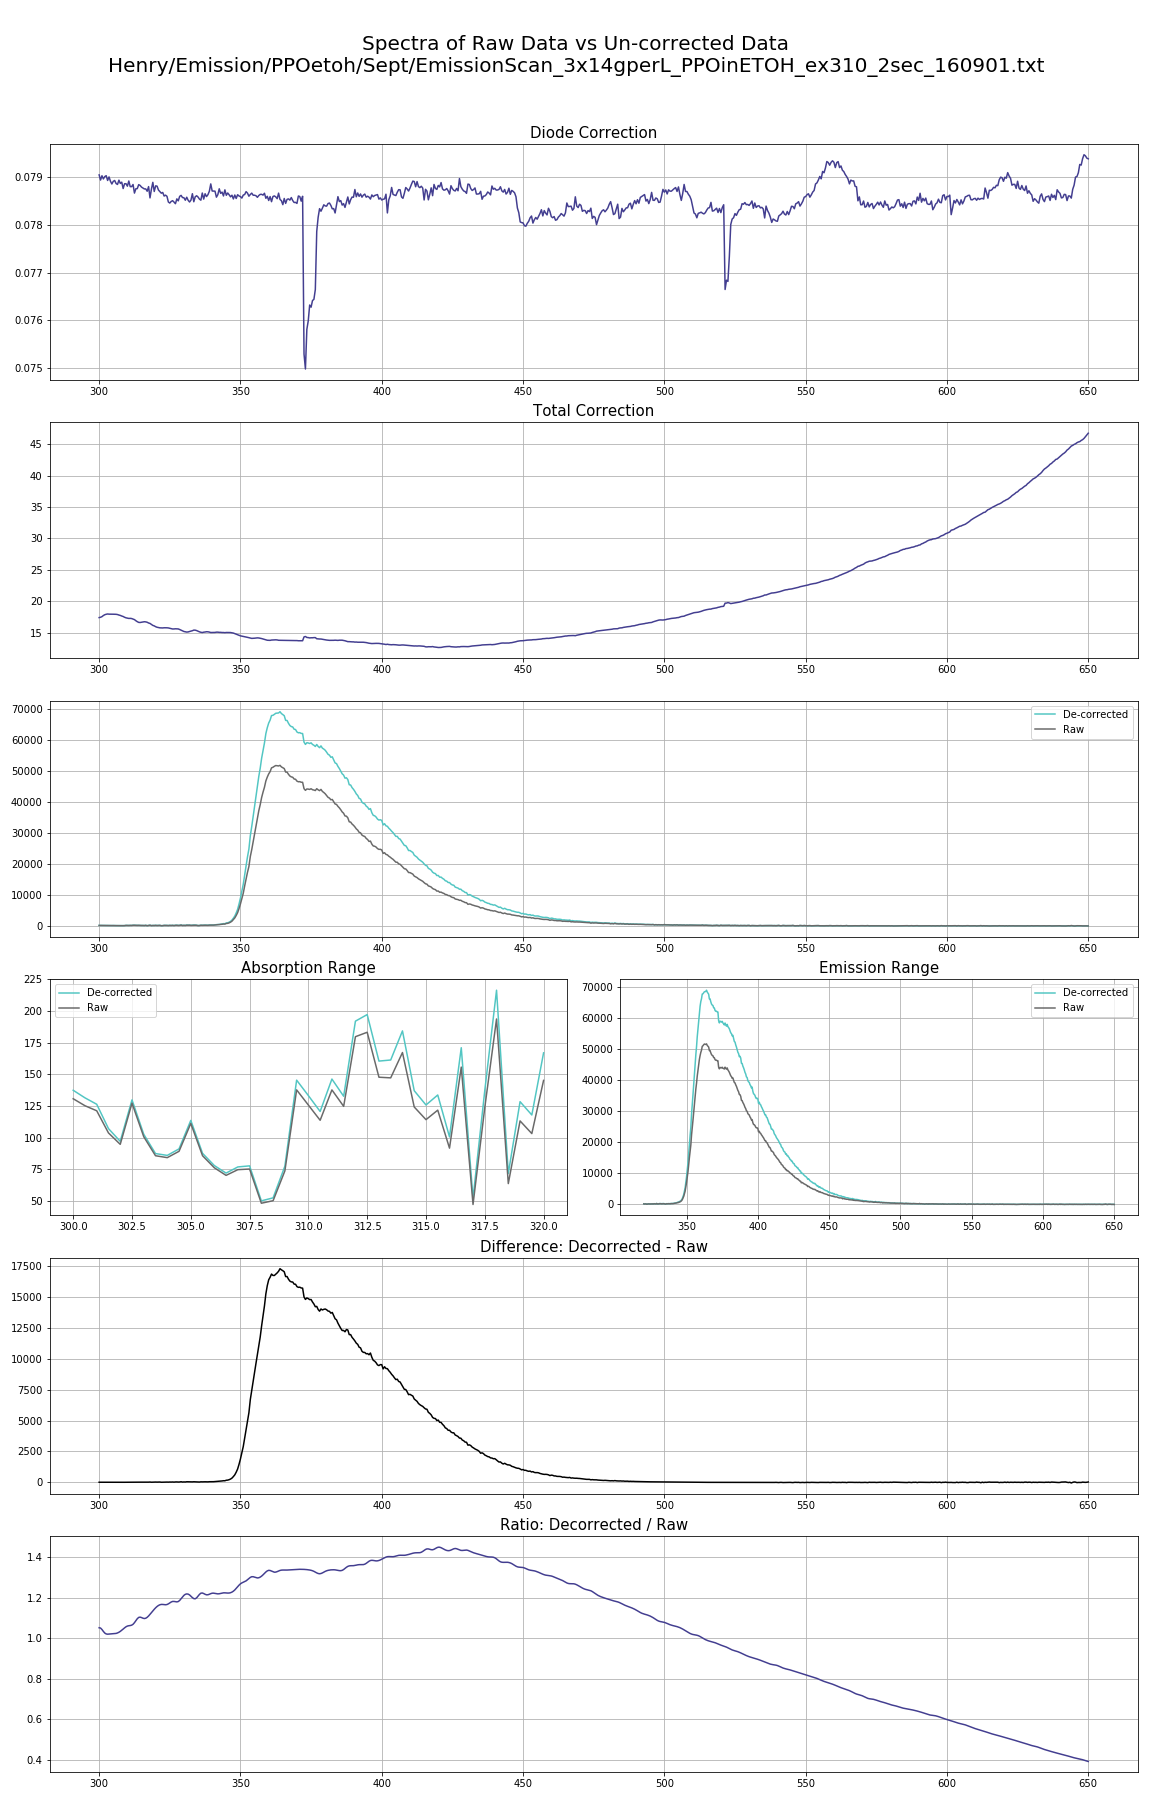 Spectra of Raw Data vs Un-corrected Data
Henry/Emission/PPOetoh/Sept/EmissionScan_3x14gperL_PPOinETOH_ex310_2sec_160901.txt
Diode Correction
0.079
0.078
0.077
0.076
0.075
300 350 400 450 500 550 600 650
Total Correction
45
40
35
30
25
20
15
300 350 400 450 500 550 600 650
70000
60000
50000
40000
30000
20000
10000
0
De-corrected
Raw
300 350 400 450 500 550 600 650
Absorption Range
225
200
175
150
125
100
75
50
De-corrected
Raw
300.0 302.5 305.0 307.5 310.0 312.5 315.0 317.5 320.0
Emission Range
70000
60000
50000
40000
30000
20000
10000
0
De-corrected
Raw
350 400 450 500 550 600 650
Difference: Decorrected - Raw
17500
15000
12500
10000
7500
5000
2500
0
300 350 400 450 500 550 600 650
Ratio: Decorrected / Raw
1.4
1.2
1.0
0.8
0.6
0.4
300 350 400 450 500 550 600 650